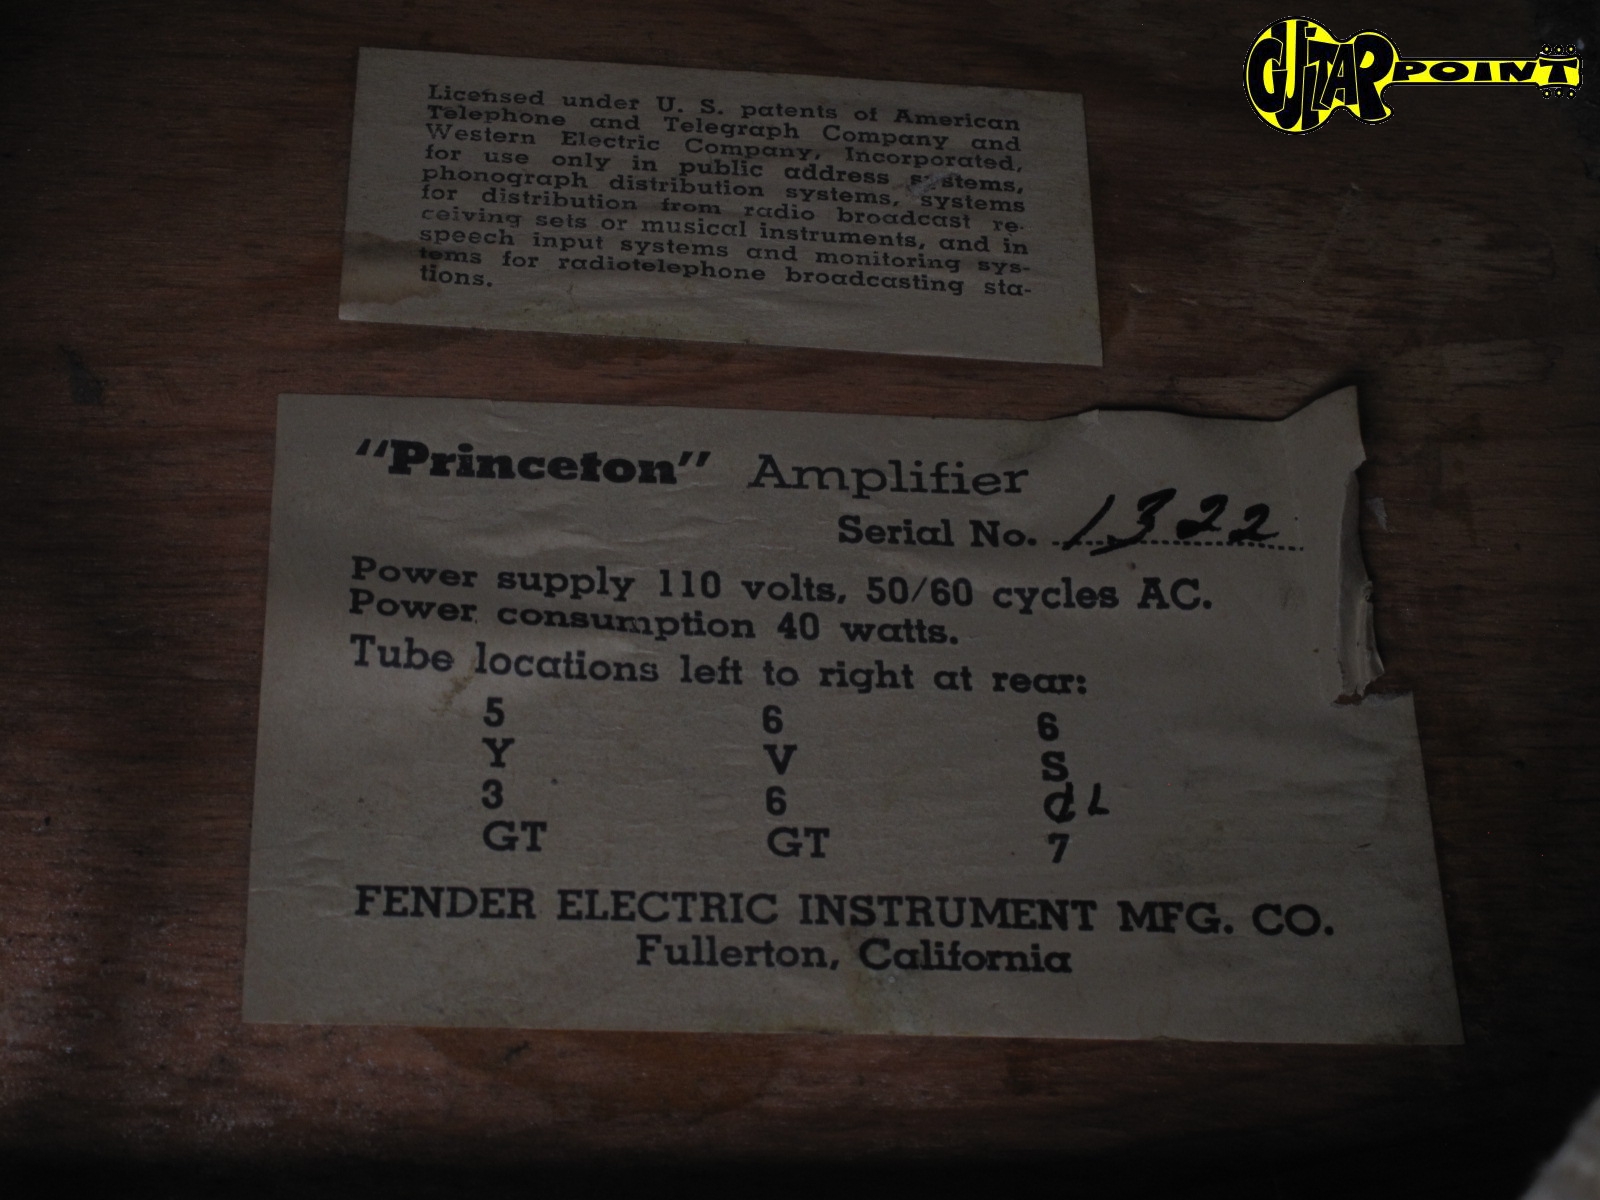 GUITAR POINT
Licensed under U. S. patents of American
Telephone and Telegraph Company and
Western Electric Company, Incorporated,
for use only in public address systems,
phonograph distribution systems, systems
for distribution from radio broadcast re-
ceiving sets or musical instruments, and in
speech input systems and monitoring sys-
tems for radiotelephone broadcasting sta-
tions.
"Princeton" Amplifier
Serial No. 1322
Power supply 110 volts, 50/60 cycles AC.
Power consumption 40 watts.
Tube locations left to right at rear:
5 6 6
Y V S
3 6 L
GT GT 7
FENDER ELECTRIC INSTRUMENT MFG. CO.
Fullerton, California